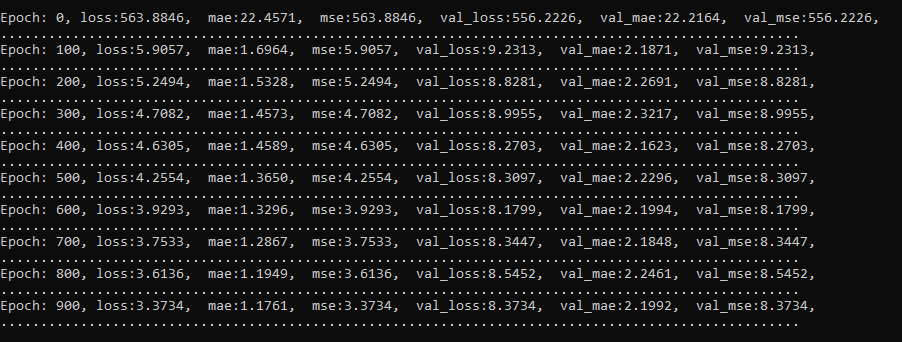 Epoch: 0, loss:563.8846,  mae:22.4571,  mse:563.8846,  val_loss:556.2226,  val_mae:22.2164,  val_mse:556.2226,
....................................................................................................
Epoch: 100, loss:5.9057,  mae:1.6964,  mse:5.9057,  val_loss:9.2313,  val_mae:2.1871,  val_mse:9.2313,
....................................................................................................
Epoch: 200, loss:5.2494,  mae:1.5328,  mse:5.2494,  val_loss:8.8281,  val_mae:2.2691,  val_mse:8.8281,
....................................................................................................
Epoch: 300, loss:4.7082,  mae:1.4573,  mse:4.7082,  val_loss:8.9955,  val_mae:2.3217,  val_mse:8.9955,
....................................................................................................
Epoch: 400, loss:4.6305,  mae:1.4589,  mse:4.6305,  val_loss:8.2703,  val_mae:2.1623,  val_mse:8.2703,
....................................................................................................
Epoch: 500, loss:4.2554,  mae:1.3650,  mse:4.2554,  val_loss:8.3097,  val_mae:2.2296,  val_mse:8.3097,
....................................................................................................
Epoch: 600, loss:3.9293,  mae:1.3296,  mse:3.9293,  val_loss:8.1799,  val_mae:2.1994,  val_mse:8.1799,
....................................................................................................
Epoch: 700, loss:3.7533,  mae:1.2867,  mse:3.7533,  val_loss:8.3447,  val_mae:2.1848,  val_mse:8.3447,
....................................................................................................
Epoch: 800, loss:3.6136,  mae:1.1949,  mse:3.6136,  val_loss:8.5452,  val_mae:2.2461,  val_mse:8.5452,
....................................................................................................
Epoch: 900, loss:3.3734,  mae:1.1761,  mse:3.3734,  val_loss:8.3734,  val_mae:2.1992,  val_mse:8.3734,
....................................................................................................